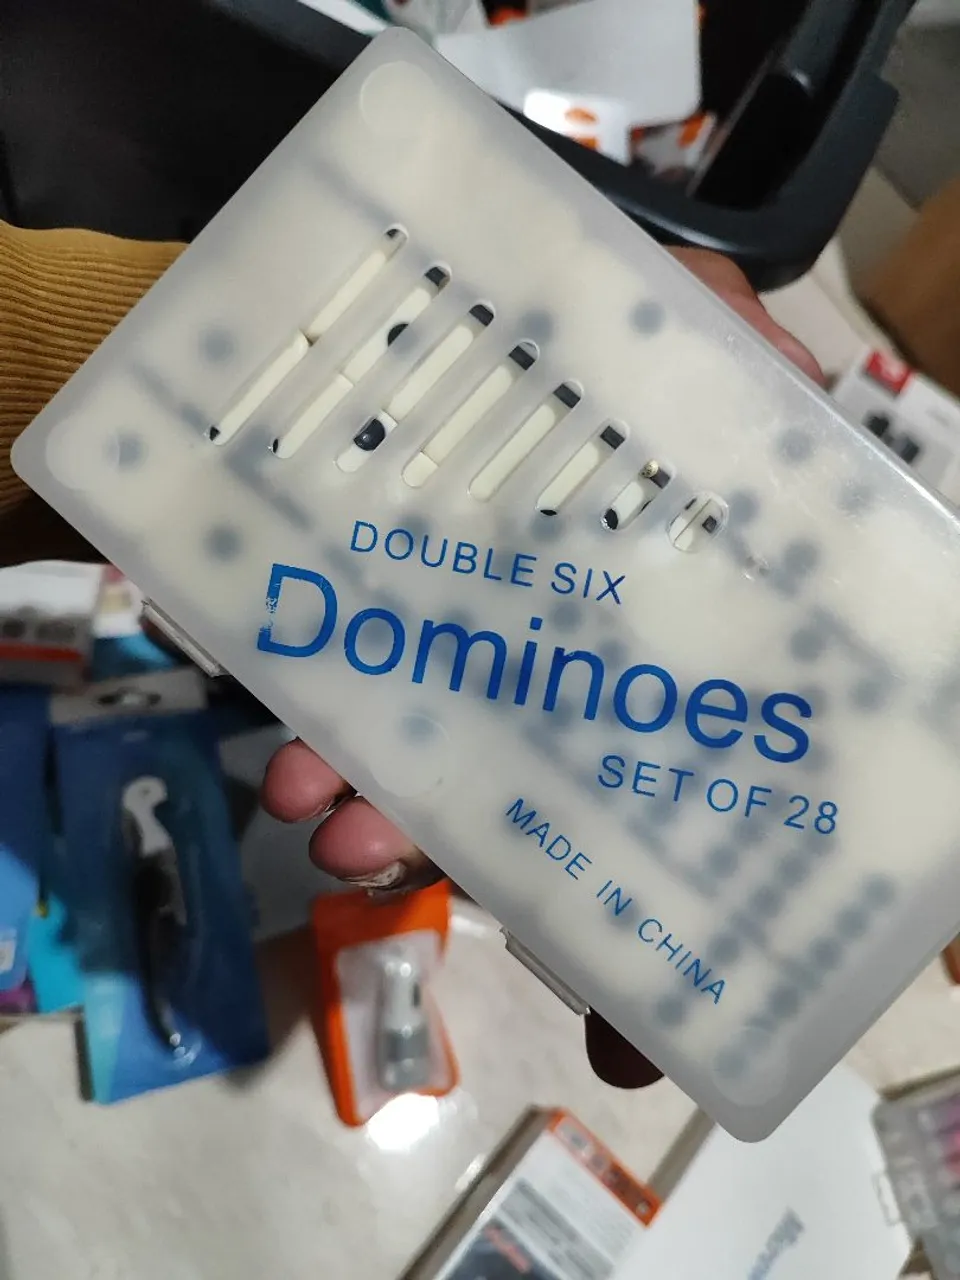 DOUBLE SIX
Dominoes
SET OF 28
MADE IN CHINA